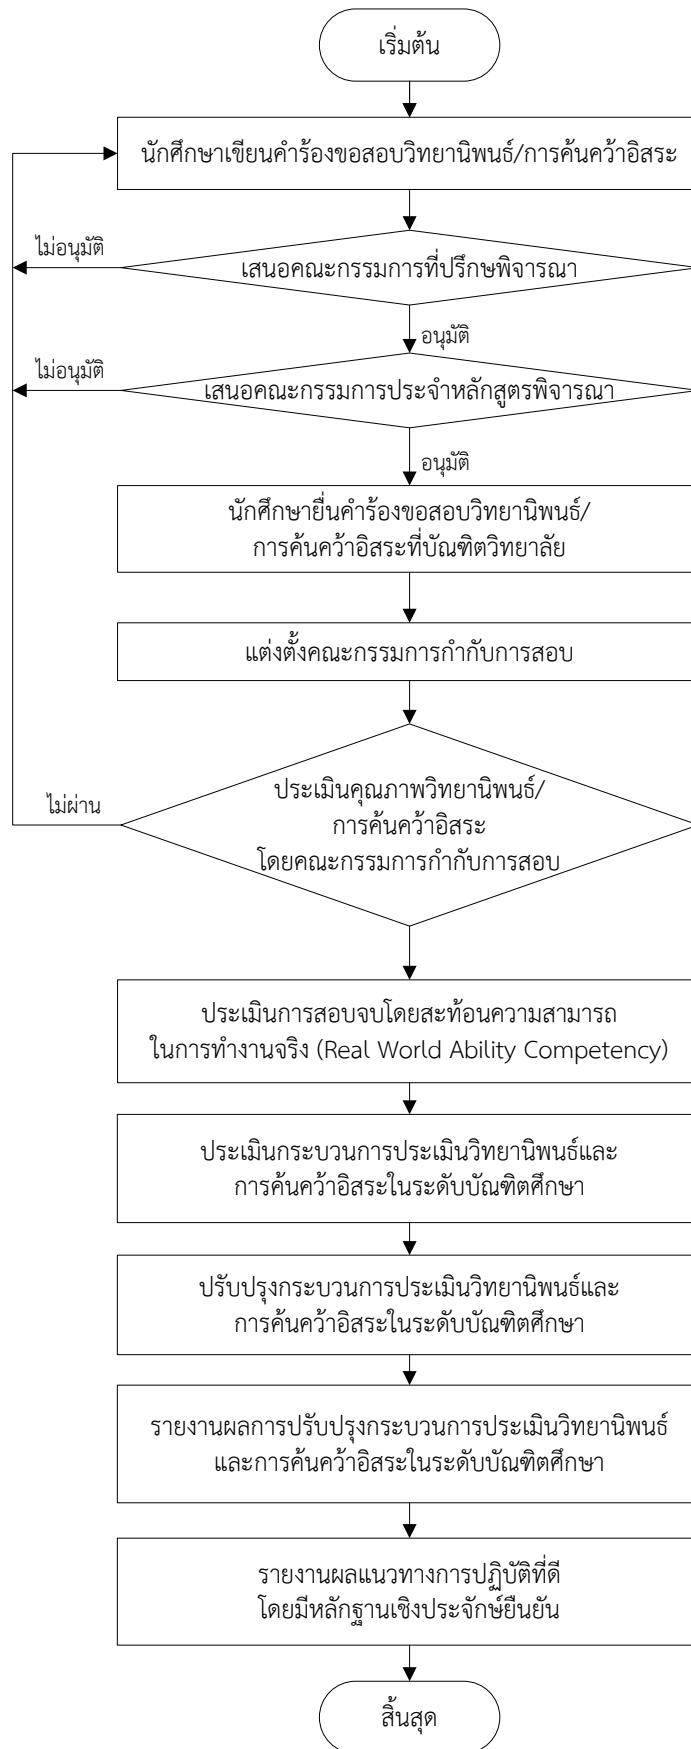 เริ่มต้น
นักศึกษาเขียนคำร้องขอสอบวิทยานิพนธ์/การค้นคว้าอิสระ
ไม่อนุมัติ
เสนอคณะกรรมการที่ปรึกษพิจารณา
อนุมัติ
ไม่อนุมัติ
เสนอคณะกรรมการประจำหลักสูตรพิจารณา
อนุมัติ
นักศึกษายื่นคำร้องขอสอบวิทยานิพนธ์/
การค้นคว้าอิสระที่บัณฑิตวิทยาลัย
แต่งตั้งคณะกรรมการกำกับการสอบ
ประเมินคุณภาพวิทยานิพนธ์/
การค้นคว้าอิสระ
โดยคณะกรรมการกำกับการสอบ
ไม่ผ่าน
ประเมินการสอบจบโดยสะท้อนความสามารถ
ในการทำงานจริง (Real World Ability Competency)
ประเมินกระบวนการประเมินวิทยานิพนธ์และ
การค้นคว้าอิสระในระดับบัณฑิตศึกษา
ปรับปรุงกระบวนการประเมินวิทยานิพนธ์และ
การค้นคว้าอิสระในระดับบัณฑิตศึกษา
รายงานผลการปรับปรุงกระบวนการประเมินวิทยานิพนธ์
และการค้นคว้าอิสระในระดับบัณฑิตศึกษา
รายงานผลแนวทางการปฏิบัติที่ดี
โดยมีหลักฐานเชิงประจักษ์ยืนยัน
สิ้นสุด